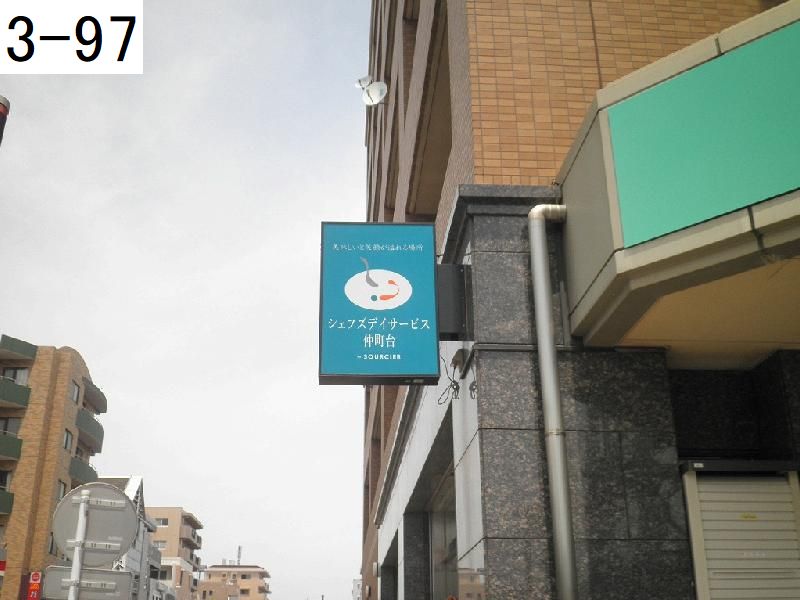 3-97
美味しいと笑顔が溢れる場所
シェフズデイサービス
仲町台
SOURCIER